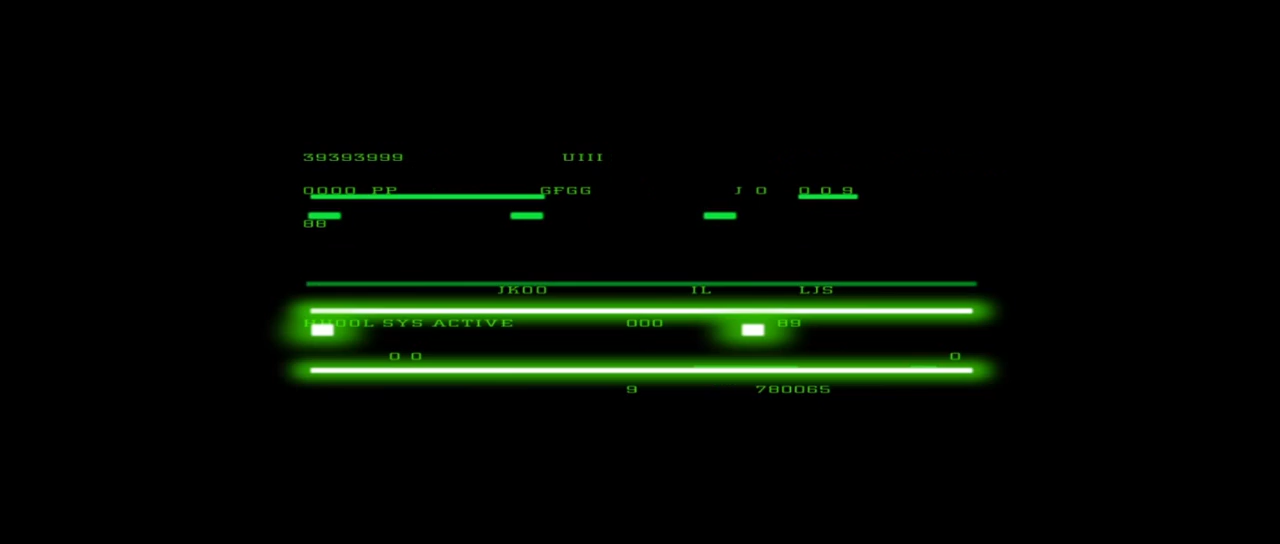 39393999 UIII
0000 PP GFGG J 0 0 0 9
88
JKOO IL LJS
SYS ACTIVE 000 89
0 0 0
9 780065